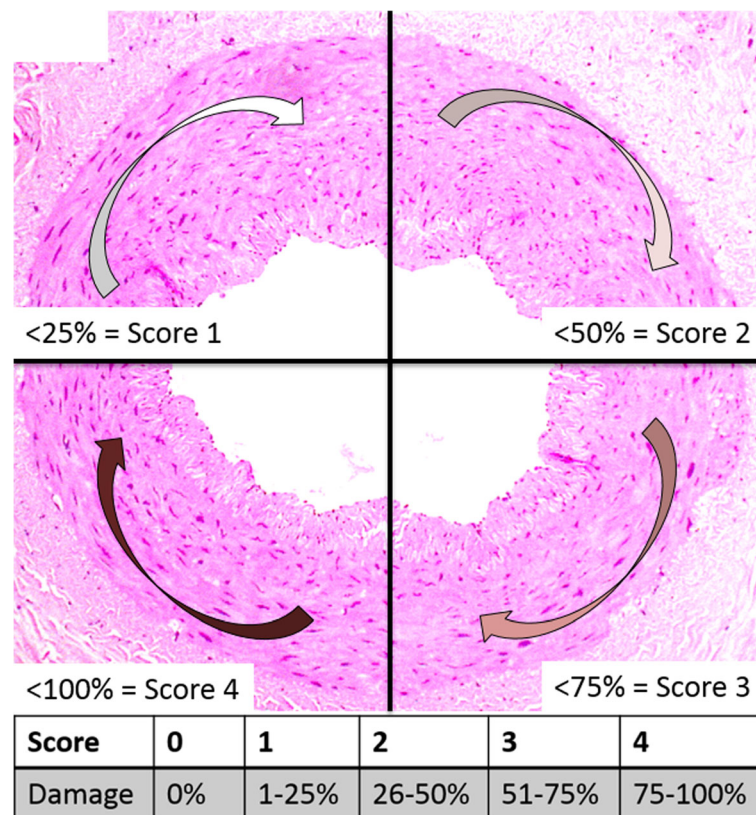 <25% = Score 1
<50% = Score 2
<100% = Score 4
<75% = Score 3
Score 0 1 2 3 4
Damage 0% 1-25% 26-50% 51-75% 75-100%